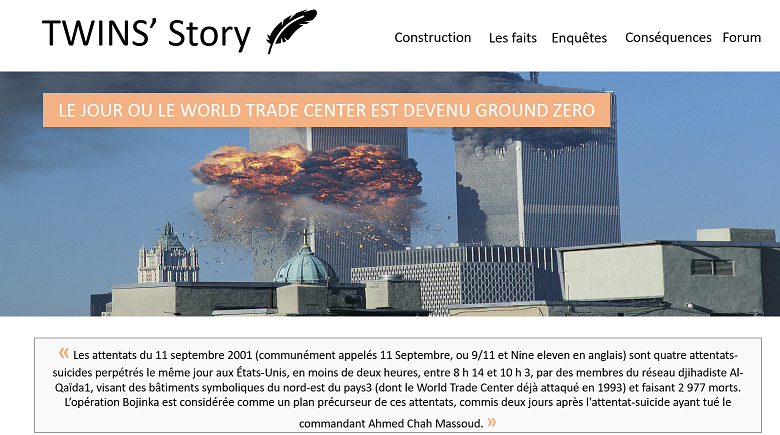 TWINS’ Story
Construction Les faits Enquêtes Conséquences Forum
LE JOUR OU LE WORLD TRADE CENTER EST DEVENU GROUND ZERO
« Les attentats du 11 septembre 2001 (communément appelés 11 Septembre, ou 9/11 et Nine eleven en anglais) sont quatre attentats-
suicides perpétrés le même jour aux États-Unis, en moins de deux heures, entre 8 h 14 et 10 h 3, par des membres du réseau djihadiste Al-
Qaïda1, visant des bâtiments symboliques du nord-est du pays3 (dont le World Trade Center déjà attaqué en 1993) et faisant 2 977 morts.
L’opération Bojinka est considérée comme un plan précurseur de ces attentats, commis deux jours après l'attentat-suicide ayant tué le
commandant Ahmed Chah Massoud. »